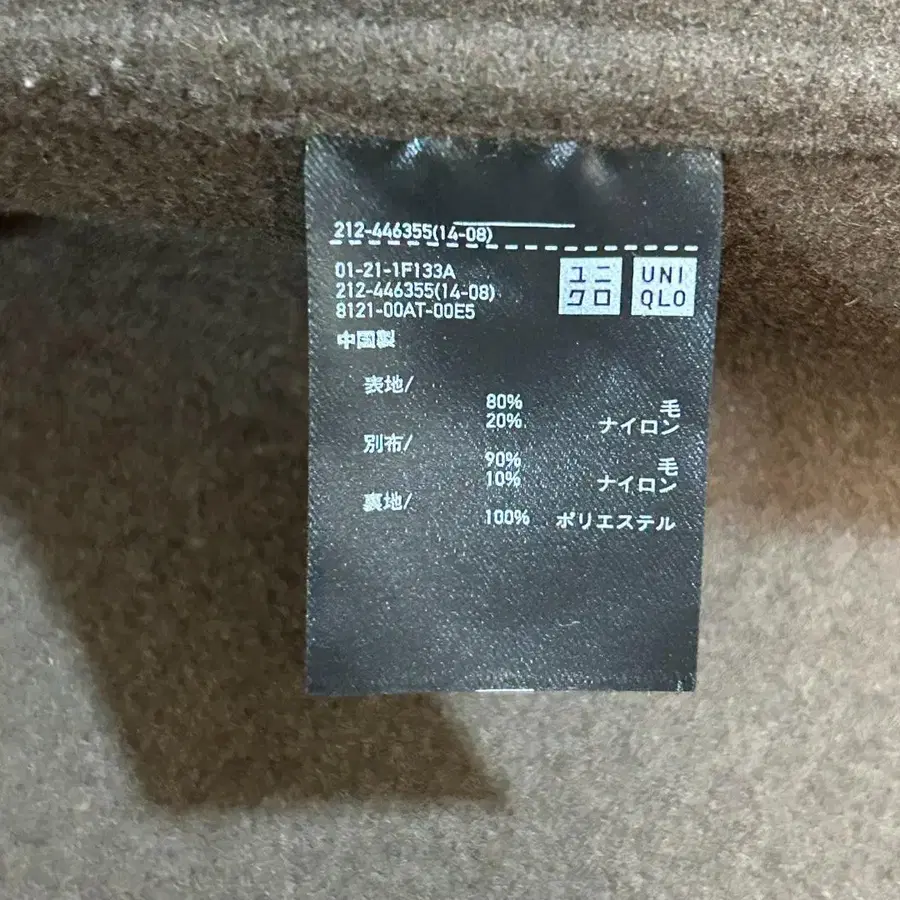 212-446355(14-08)
01-21-1F133A
212-446355(14-08)
8121-00AT-00E5
ユニ
クロ
UNI
QLO
中国製
表地/
80% 毛
20% ナイロン
別布/
90% 毛
10% ナイロン
裏地/
100% ポリエステル